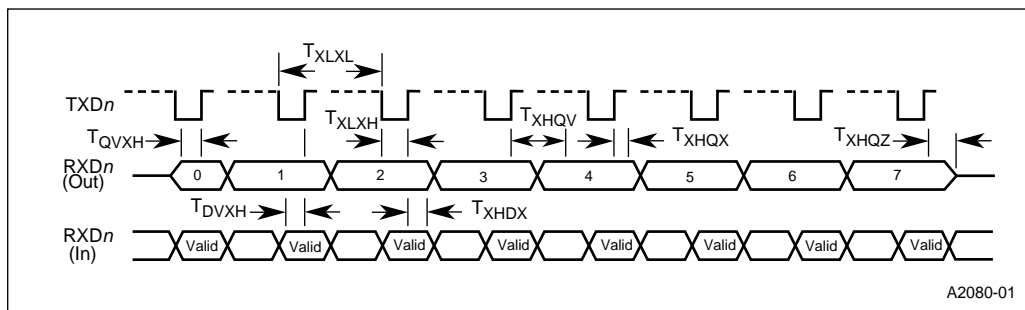 TXLXL
TXDn
TQVXH
TXLXH
TXHQV
TXHQX
TXHQZ
RXDn
(Out)
0 1 2 3 4 5 6 7
TDVXH
TXHDX
RXDn
(In)
Valid Valid Valid Valid Valid Valid Valid Valid
A2080-01